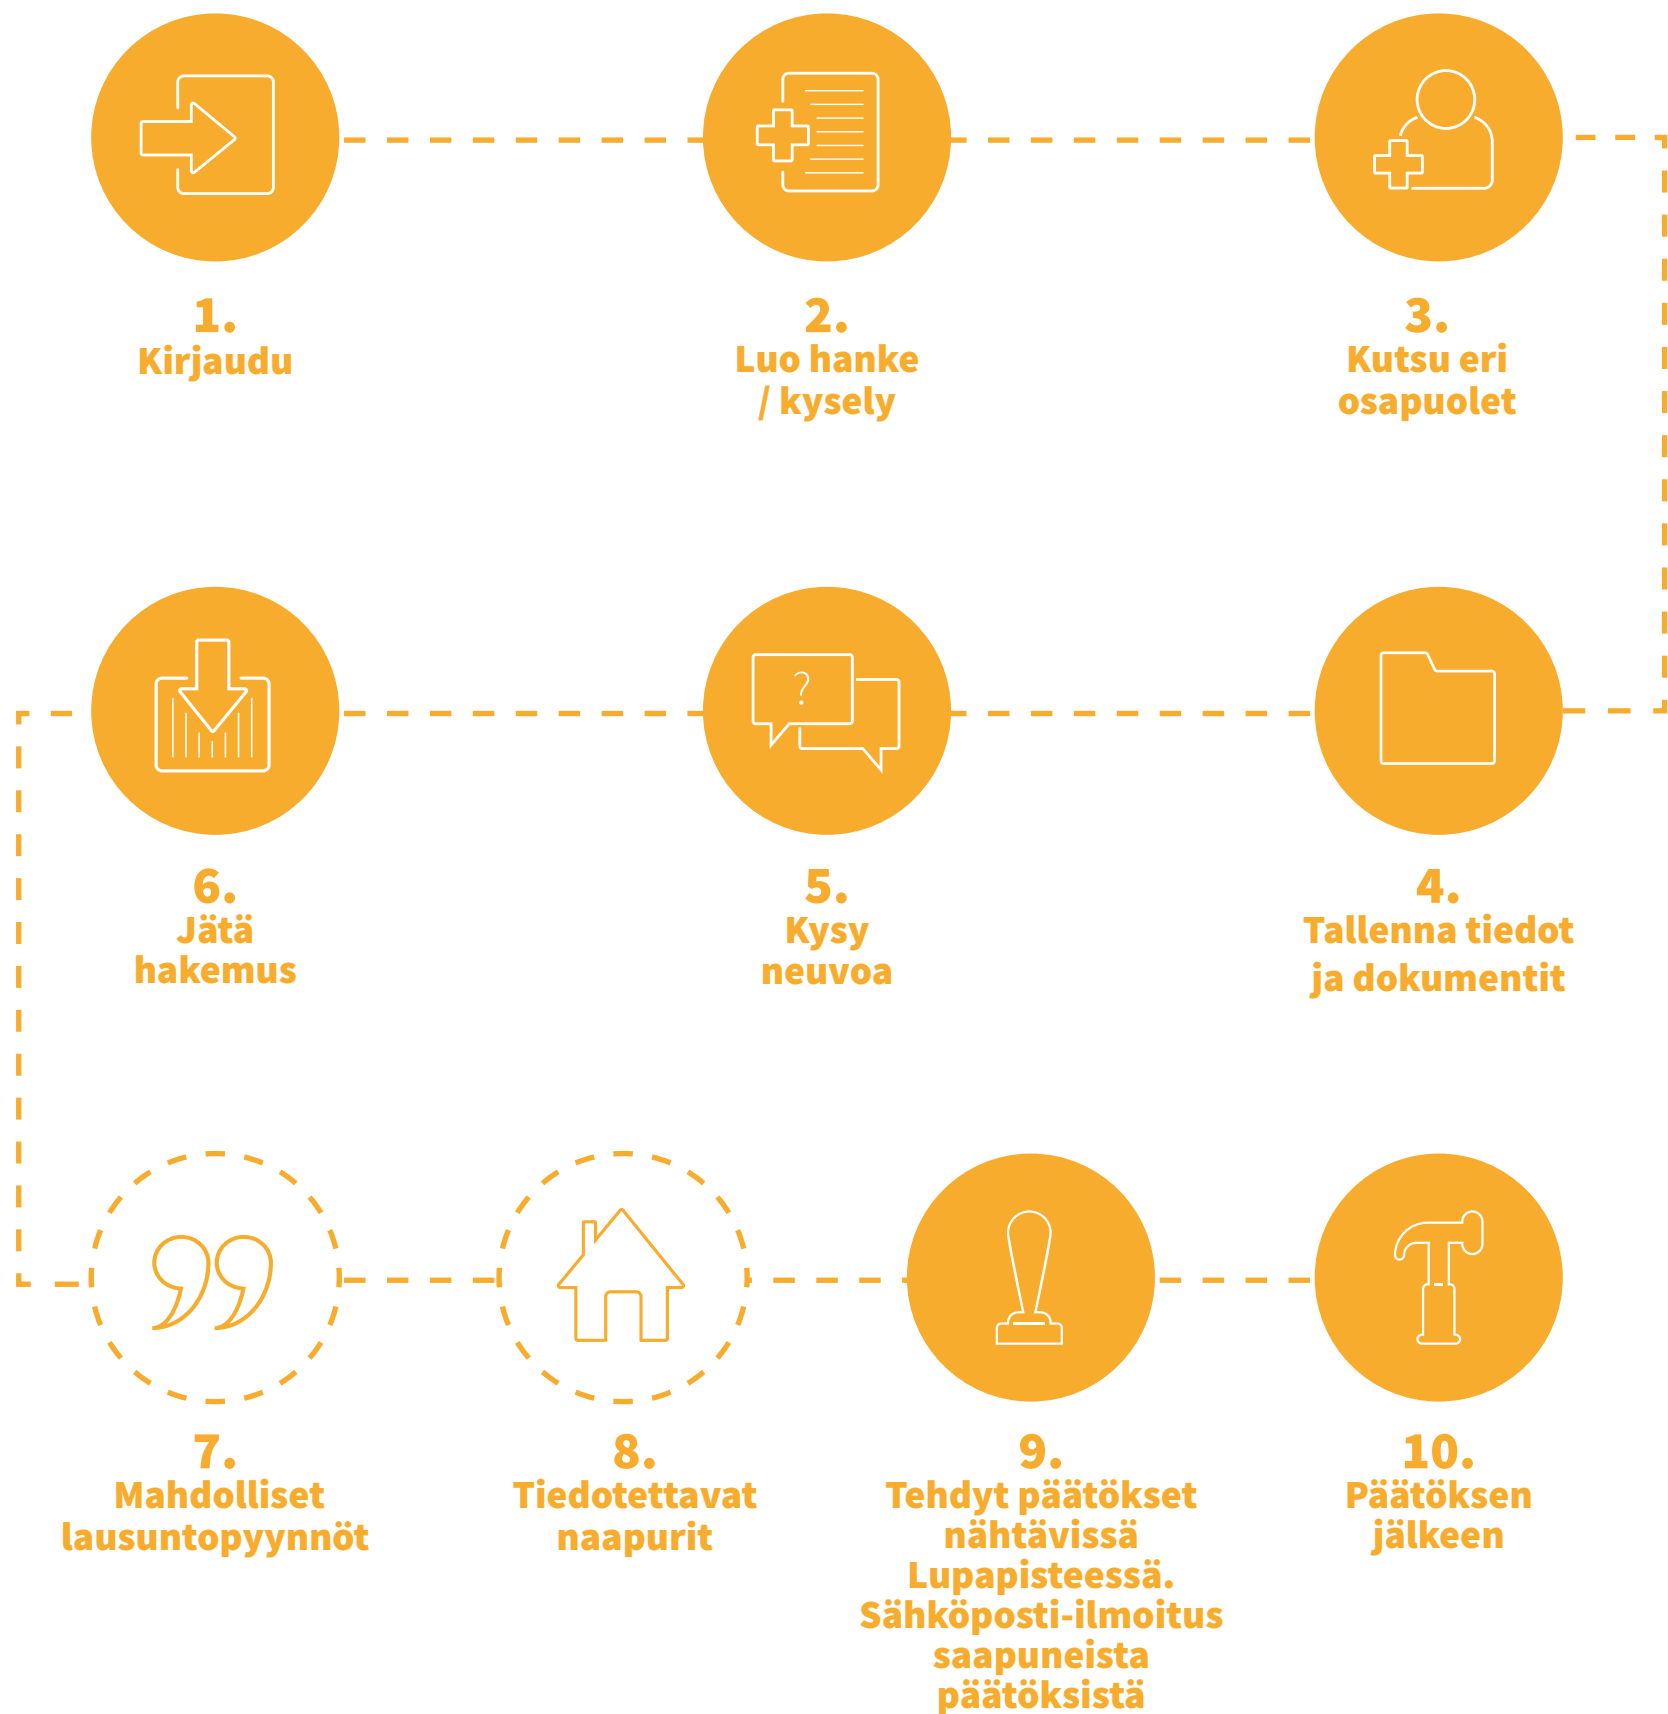 1.
Kirjaudu
2.
Luo hanke
/ kysely
3.
Kutsu eri
osapuolet
4.
Tallenna tiedot
ja dokumentit
5.
Kysy
neuvoa
?
6.
Jätä
hakemus
7.
Mahdolliset
lausuntopyynnöt
8.
Tiedotettavat
naapurit
9.
Tehdyt päätökset
nähtävissä
Lupapisteessä.
Sähköposti-ilmoitus
saapuneista
päätöksistä
10.
Päätöksen
jälkeen